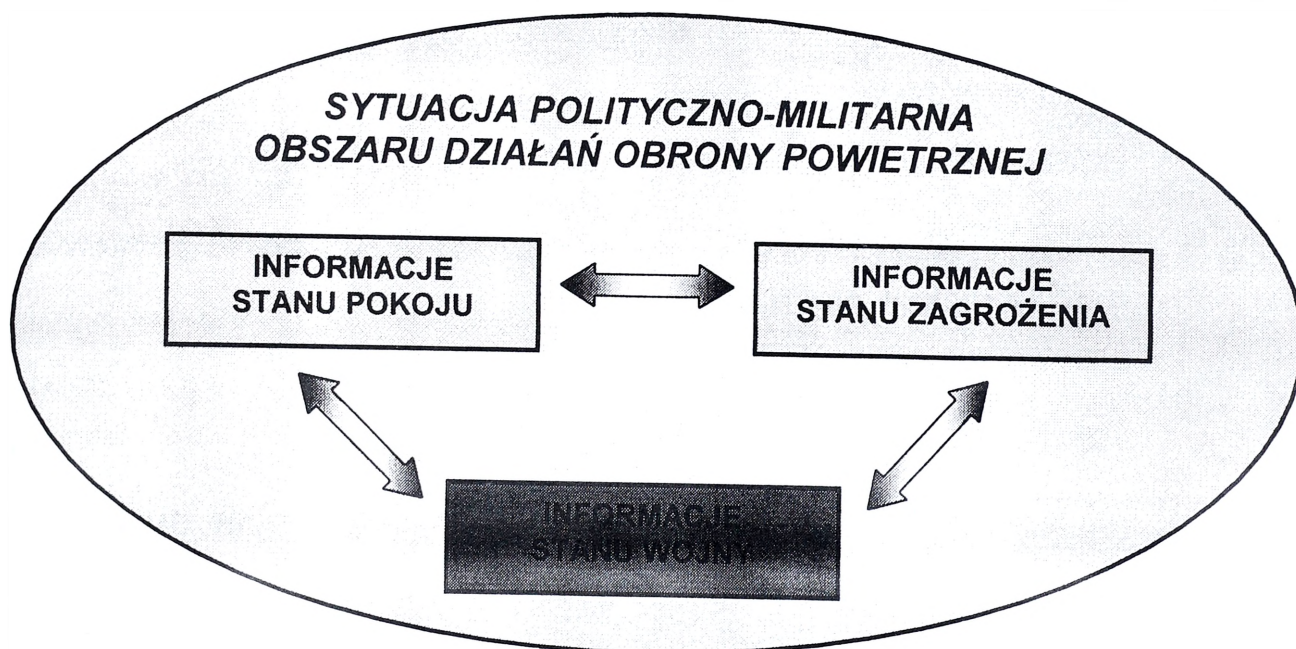 SYTUACJA POLITYCZNO-MILITARNA
OBSZARU DZIAŁAŃ OBRONY POWIETRZNEJ
INFORMACJE
STANU POKOJU
INFORMACJE
STANU ZAGROŻENIA
INFORMACJE
STANU WOJNY